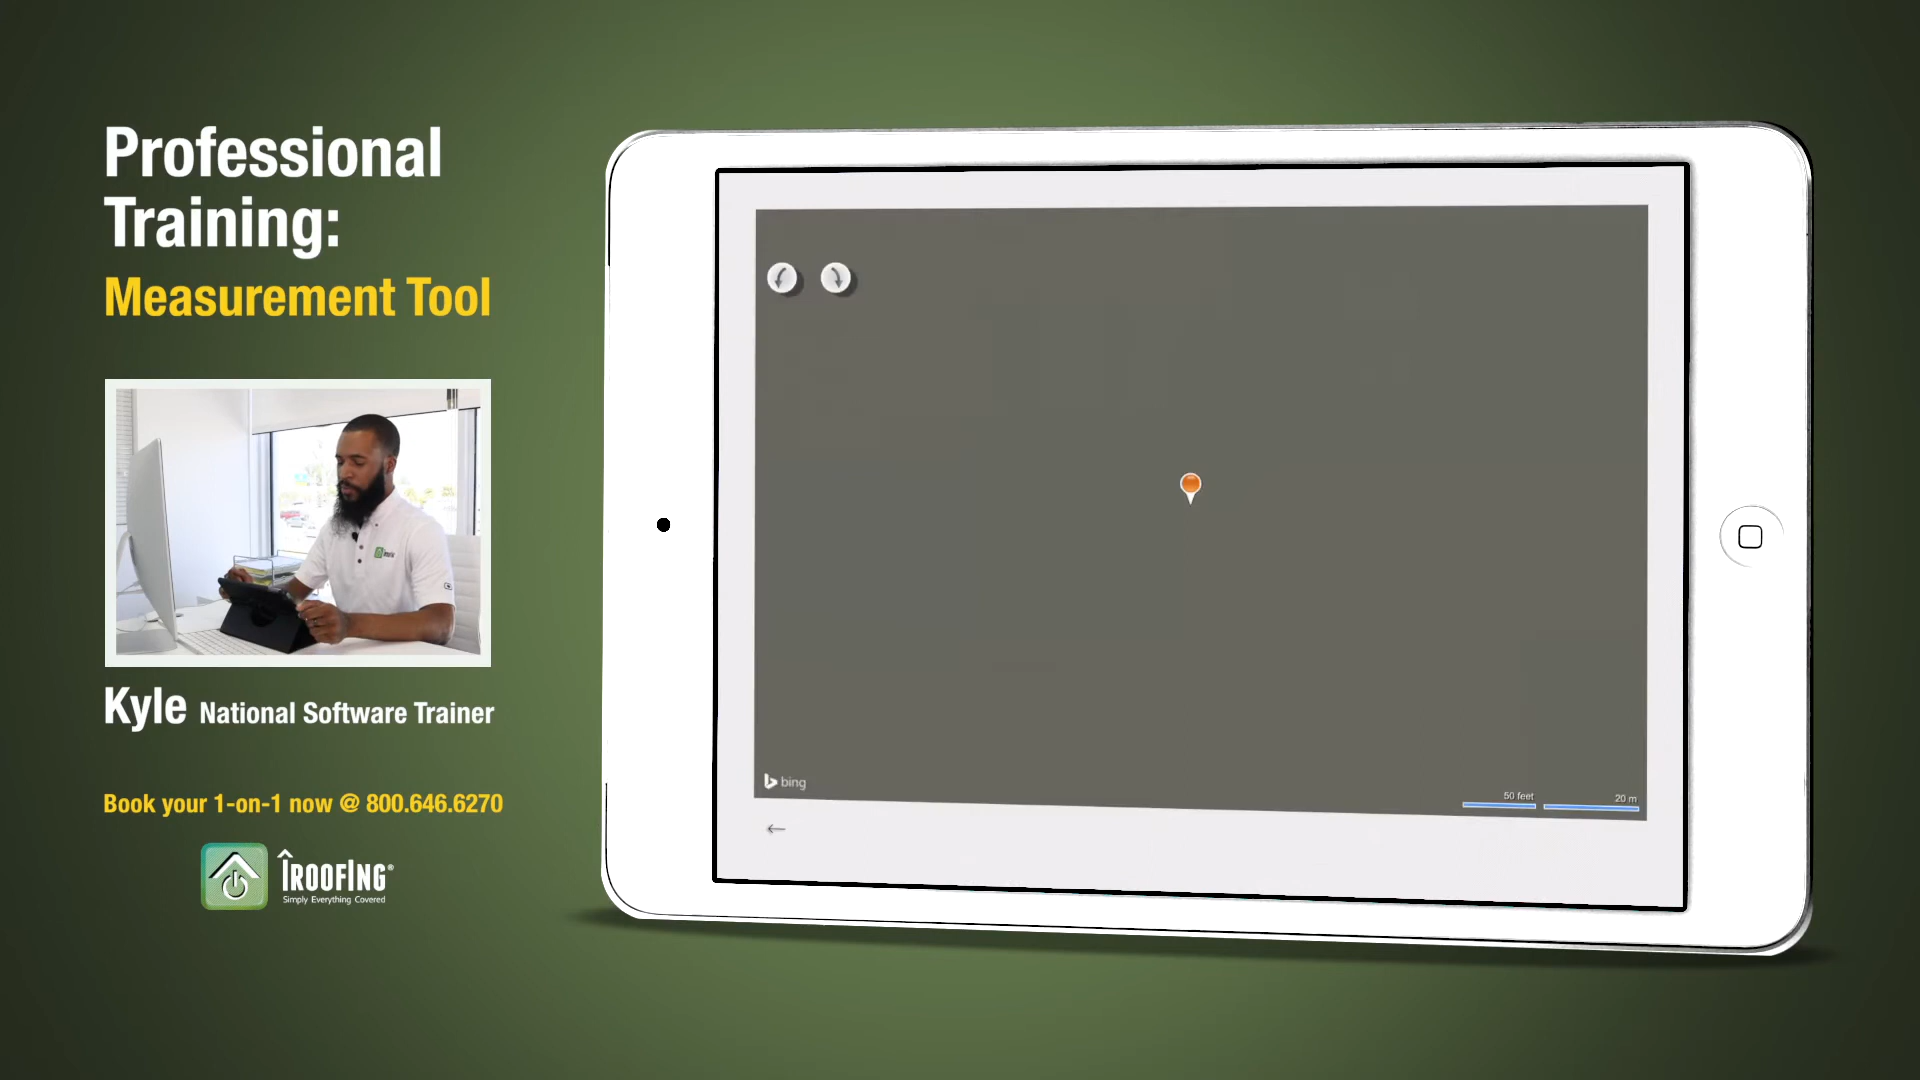 Professional
Training:
Measurement Tool
Kyle National Software Trainer
Book your 1-on-1 now @ 800.646.6270
iROOFING®
Simply Everything Covered
bing
50 feet
20 m